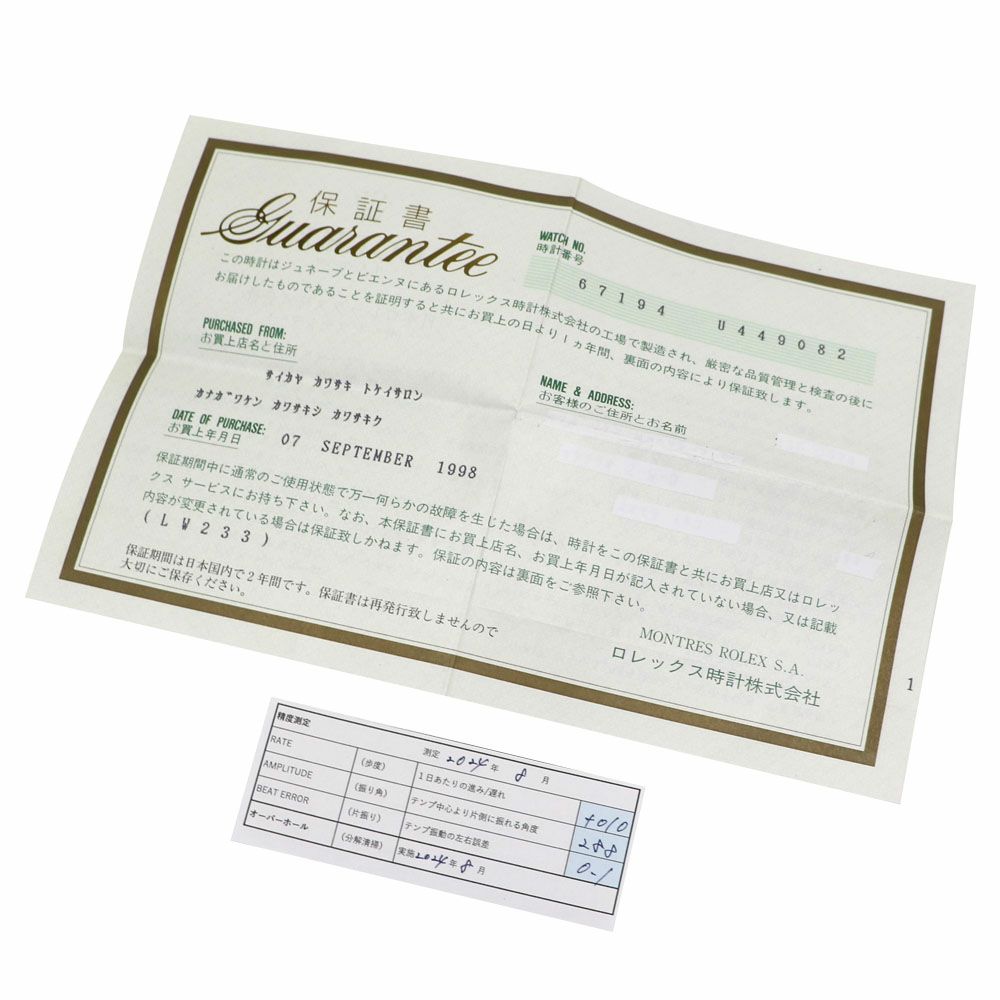 保証書
Guarantee
この時計はジュネーブとビエンヌにあるロレックス時計株式会社の工場で製造され、厳密な品質管理と検査の後に
お届けしたものであることを証明すると共にお買上の日より1ヵ年間、裏面の内容により保証致します。
WATCH NO.
時計番号
67194 U449082
PURCHASED FROM:
お買上店名と住所
サイカヤ カワサキ トケイサロン
カナガワケン カワサキシ カワサキク
NAME & ADDRESS:
お客様のご住所とお名前
DATE OF PURCHASE:
お買上年月日
07 SEPTEMBER 1998
保証期間中に通常のご使用状態で万一何らかの故障を生じた場合は、時計をこの保証書と共にお買上店又はロレッ
クス サービスにお持ち下さい。なお、本保証書にお買上店名、お買上年月日が記入されていない場合、又は記載
内容が変更されている場合は保証致しかねます。保証の内容は裏面をご参照下さい。
(LW233)
保証期間は日本国内で2年間です。保証書は再発行致しませんので
大切にご保存ください。
MONTRES ROLEX S.A.
ロレックス時計株式会社
1
精度測定 測定 2024年 8月
RATE (歩度) 1日あたりの進み/遅れ +010
AMPLITUDE (振り角) テンプ中心より片側に振れる角度 288
BEAT ERROR (片振り) テンプ振動の左右誤差 0.1
オーバーホール (分解清掃) 実施 2024年 8月